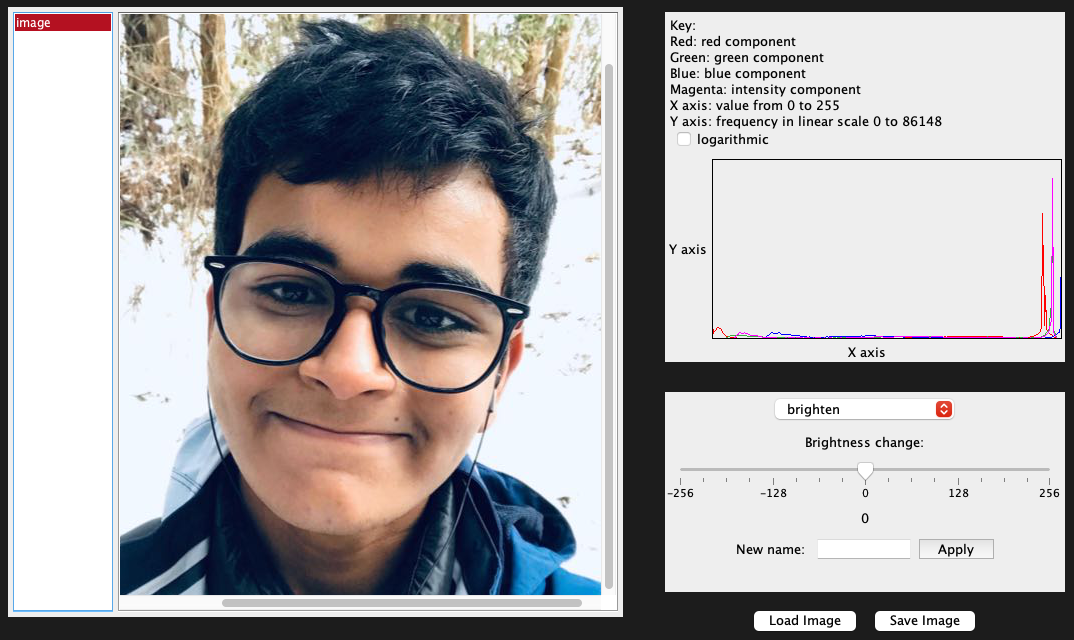 image
Key:
Red: red component
Green: green component
Blue: blue component
Magenta: intensity component
X axis: value from 0 to 255
Y axis: frequency in linear scale 0 to 86148
logarithmic
Y axis
X axis
brighten
Brightness change:
-256 -128 0 128 256
0
New name:
Apply
Load Image
Save Image